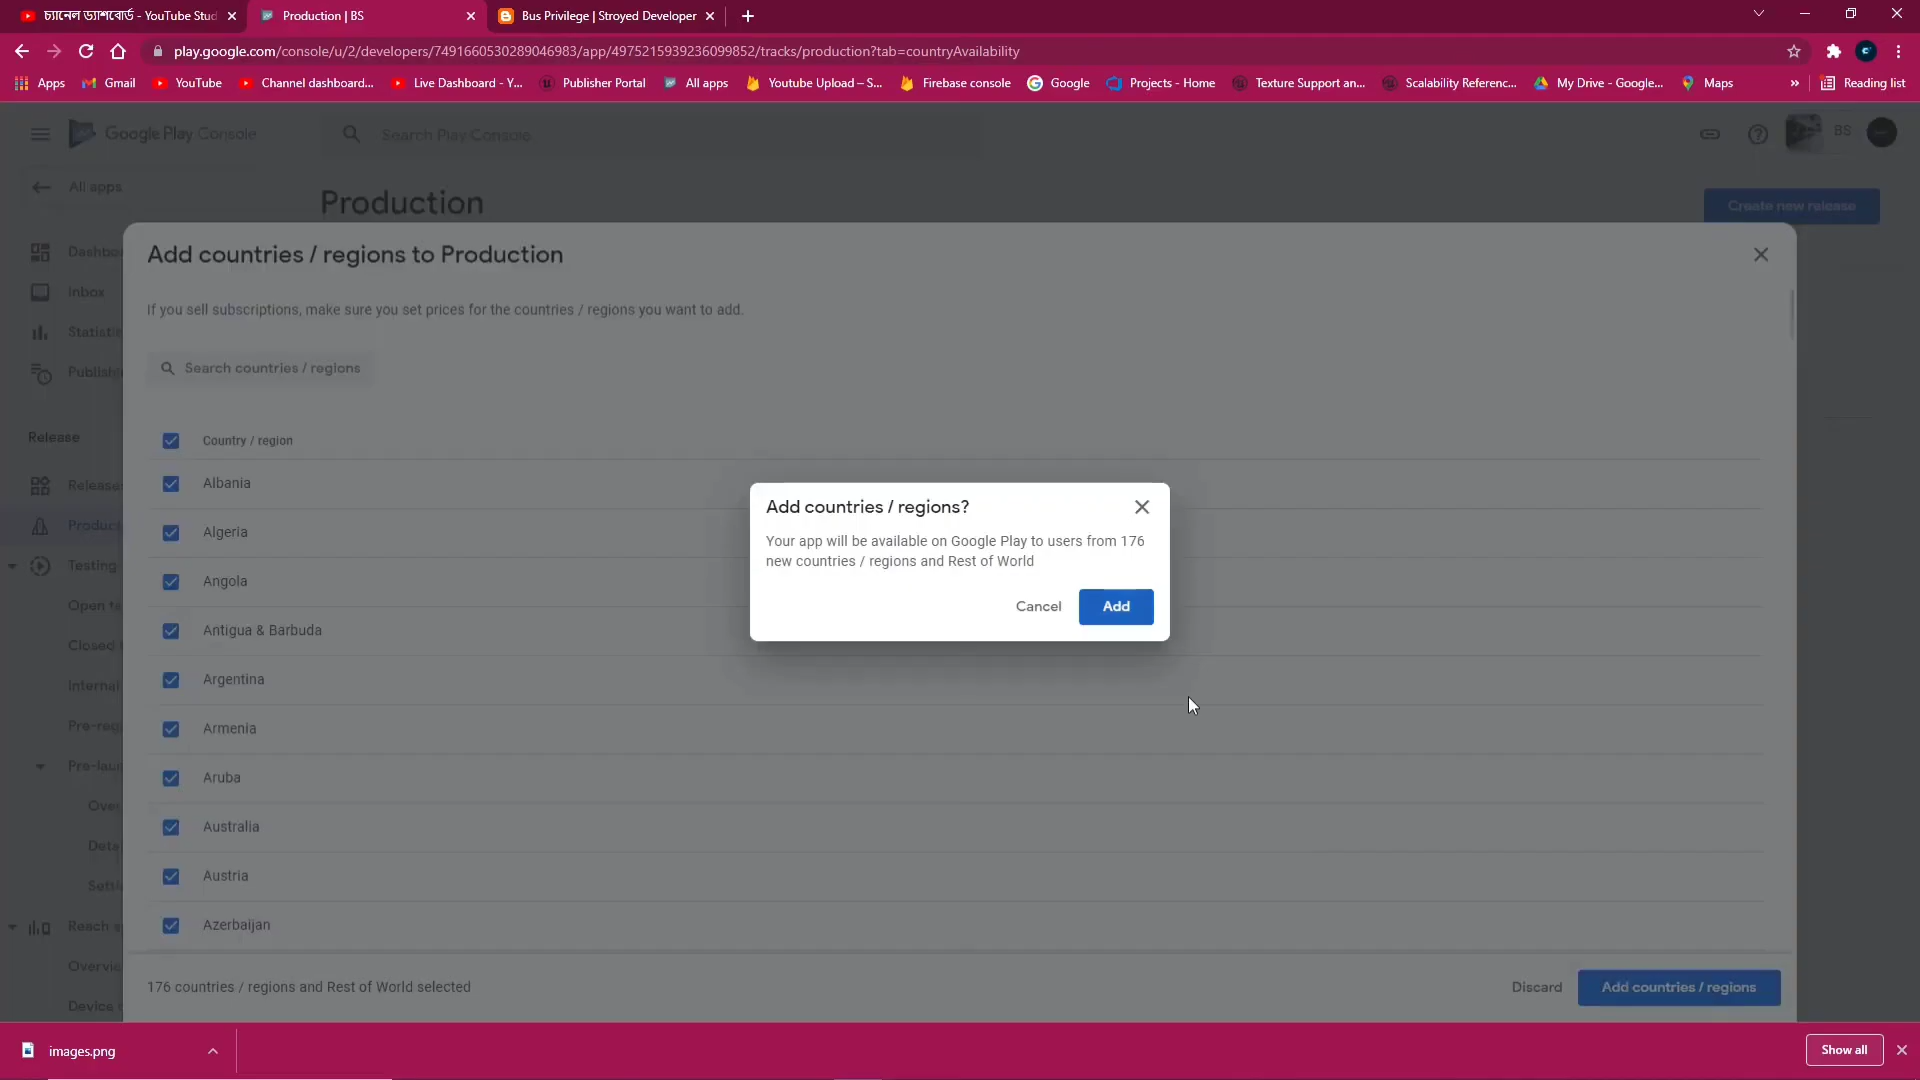 চ্যানেল ড্যাশবোর্ড - YouTube Stud
Production | BS
Bus Privilege | Stroyed Developer
play.google.com/console/u/2/developers/7491660530289046983/app/4975215939236099852/tracks/production?tab=countryAvailability
Apps
Gmail
YouTube
Channel dashboard...
Live Dashboard - Y...
Publisher Portal
All apps
Youtube Upload – S...
Firebase console
Google
Projects - Home
Texture Support an...
Scalability Referenc...
My Drive - Google...
Maps
»
Reading list
Google Play Console
Search Play Console
BS
All apps
Production
Create new release
Dashbo
Inbox
Statistic
Publish
Release
Release
Product
Testing
Open te
Closed t
Internal
Pre-reg
Pre-laun
Over
Deta
Setti
Reach a
Overvie
Device
Add countries / regions to Production
If you sell subscriptions, make sure you set prices for the countries / regions you want to add.
Search countries / regions
Country / region
Albania
Algeria
Angola
Antigua & Barbuda
Argentina
Armenia
Aruba
Australia
Austria
Azerbaijan
Add countries / regions?
Your app will be available on Google Play to users from 176
new countries / regions and Rest of World
Cancel
Add
176 countries / regions and Rest of World selected
Discard
Add countries / regions
images.png
Show all